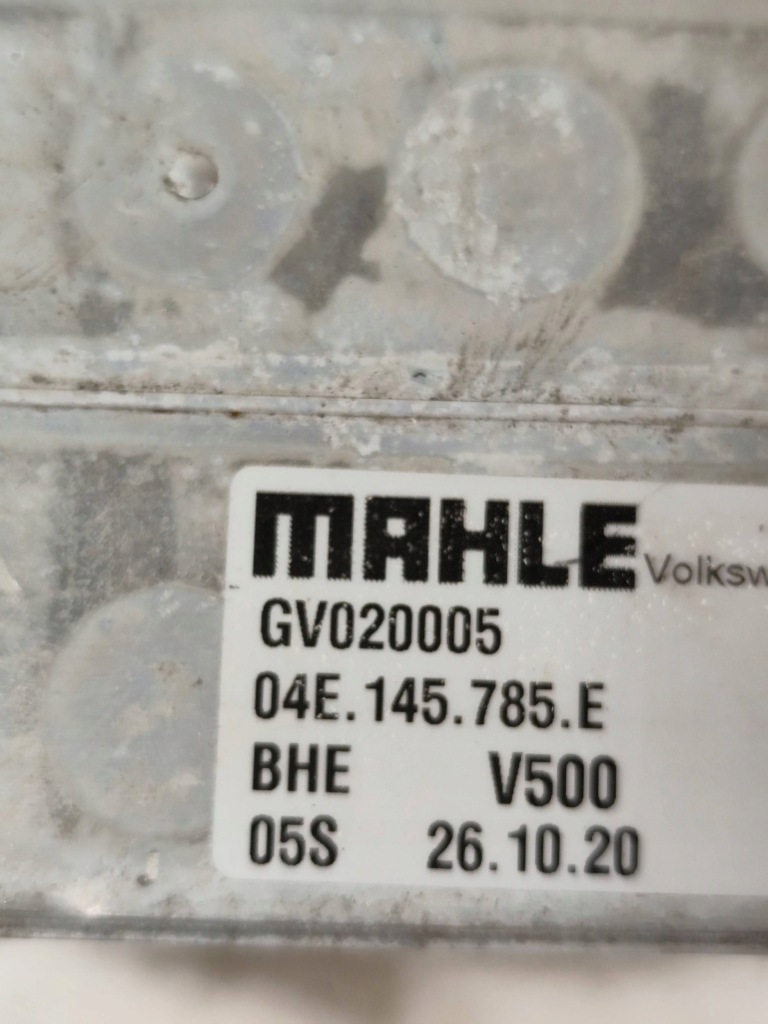 MAHLE Volksw
GV020005
04E.145.785.E
BHE V500
05S 26.10.20